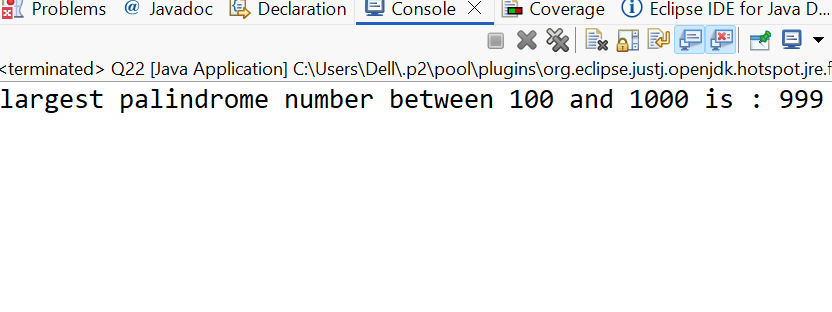 Problems @ Javadoc Declaration Console Coverage Eclipse IDE for Java D...
<terminated> Q22 [Java Application] C:\Users\Dell\.p2\pool\plugins\org.eclipse.justj.openjdk.hotspot.jre.f
largest palindrome number between 100 and 1000 is : 999